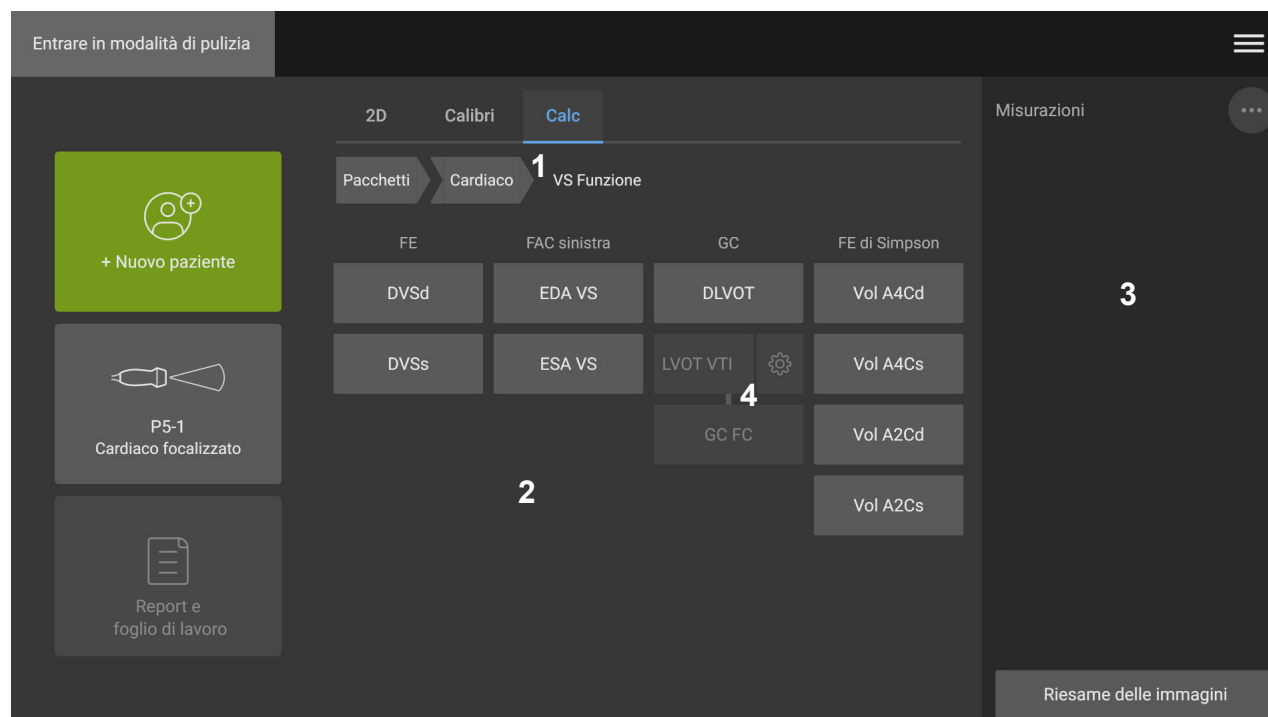 Entrare in modalità di pulizia
2D Calibri Calc
Misurazioni
1
Pacchetti Cardiaco VS Funzione
+ Nuovo paziente
FE FAC sinistra GC FE di Simpson
DVSd EDA VS DLVOT Vol A4Cd
3
DVSs ESA VS LVOT VTI Vol A4Cs
4
P5-1
Cardiaco focalizzato
GC FC Vol A2Cd
2
Vol A2Cs
Report e
foglio di lavoro
Riesame delle immagini